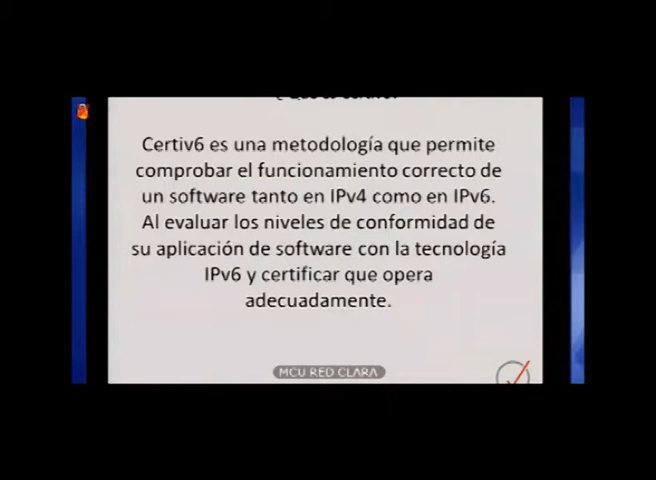 Certiv6 es una metodología que permite
comprobar el funcionamiento correcto de
un software tanto en IPv4 como en IPv6.
Al evaluar los niveles de conformidad de
su aplicación de software con la tecnología
IPv6 y certificar que opera
adecuadamente.
MCU RED CLARA